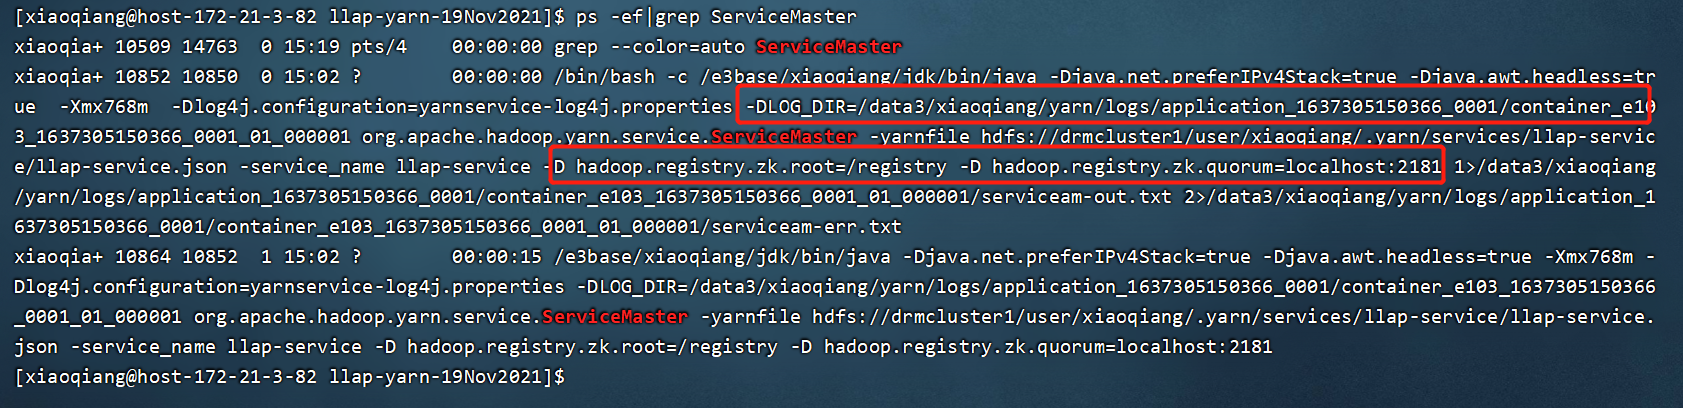 [xiaoqiang@host-172-21-3-82 llap-yarn-19Nov2021]$ ps -ef|grep ServiceMaster
xiaoqia+ 10509 14763  0 15:19 pts/4    00:00:00 grep --color=auto ServiceMaster
xiaoqia+ 10852 10850  0 15:02 ?        00:00:00 /bin/bash -c /e3base/xiaoqiang/jdk/bin/java -Djava.net.preferIPv4Stack=true -Djava.awt.headless=tr
ue  -Xmx768m  -Dlog4j.configuration=yarnservice-log4j.properties -DLOG_DIR=/data3/xiaoqiang/yarn/logs/application_1637305150366_0001/container_e10
3_1637305150366_0001_01_000001 org.apache.hadoop.yarn.service.ServiceMaster -yarnfile hdfs://drmcluster1/user/xiaoqiang/.yarn/services/llap-servic
e/llap-service.json -service_name llap-service -D hadoop.registry.zk.root=/registry -D hadoop.registry.zk.quorum=localhost:2181 1>/data3/xiaoqiang
/yarn/logs/application_1637305150366_0001/container_e103_1637305150366_0001_01_000001/serviceam-out.txt 2>/data3/xiaoqiang/yarn/logs/application_1
637305150366_0001/container_e103_1637305150366_0001_01_000001/serviceam-err.txt
xiaoqia+ 10864 10852  1 15:02 ?        00:00:15 /e3base/xiaoqiang/jdk/bin/java -Djava.net.preferIPv4Stack=true -Djava.awt.headless=true -Xmx768m -
Dlog4j.configuration=yarnservice-log4j.properties -DLOG_DIR=/data3/xiaoqiang/yarn/logs/application_1637305150366_0001/container_e103_1637305150366
_0001_01_000001 org.apache.hadoop.yarn.service.ServiceMaster -yarnfile hdfs://drmcluster1/user/xiaoqiang/.yarn/services/llap-service/llap-service.
json -service_name llap-service -D hadoop.registry.zk.root=/registry -D hadoop.registry.zk.quorum=localhost:2181
[xiaoqiang@host-172-21-3-82 llap-yarn-19Nov2021]$